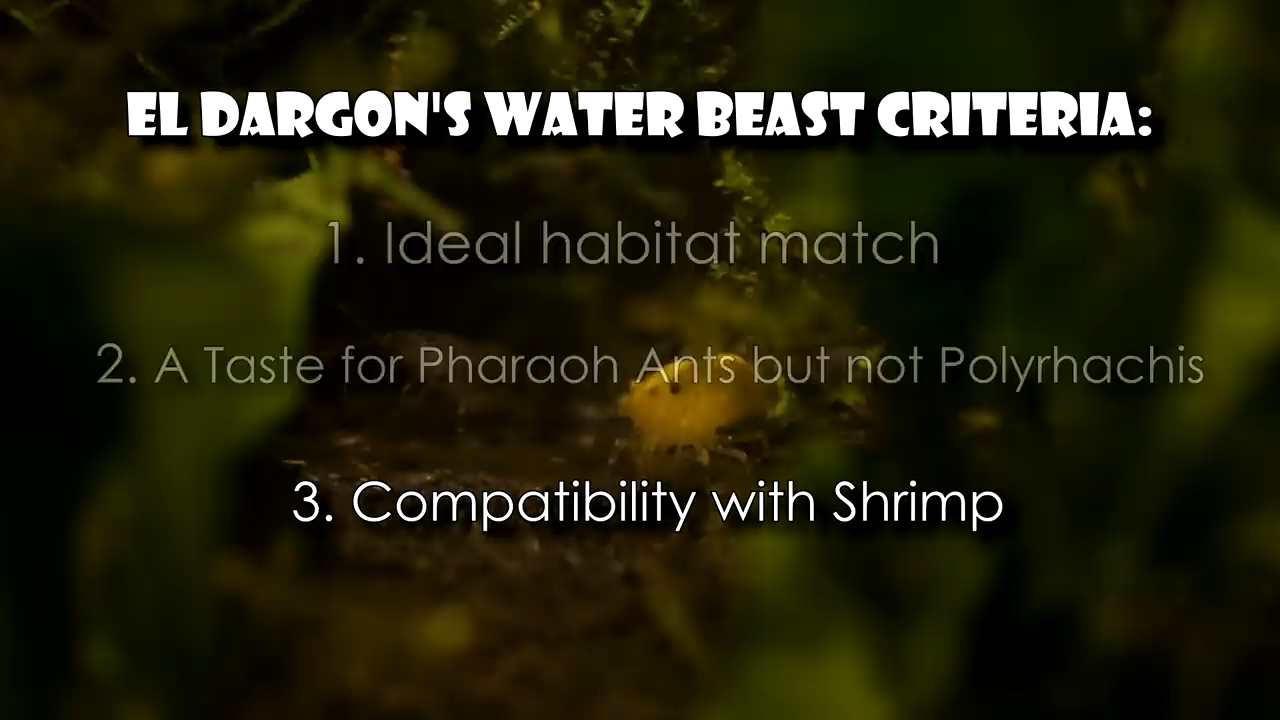 EL DARGON'S WATER BEAST CRITERIA:
1. Ideal habitat match
2. A Taste for Pharaoh Ants but not Polyrhachis
3. Compatibility with Shrimp